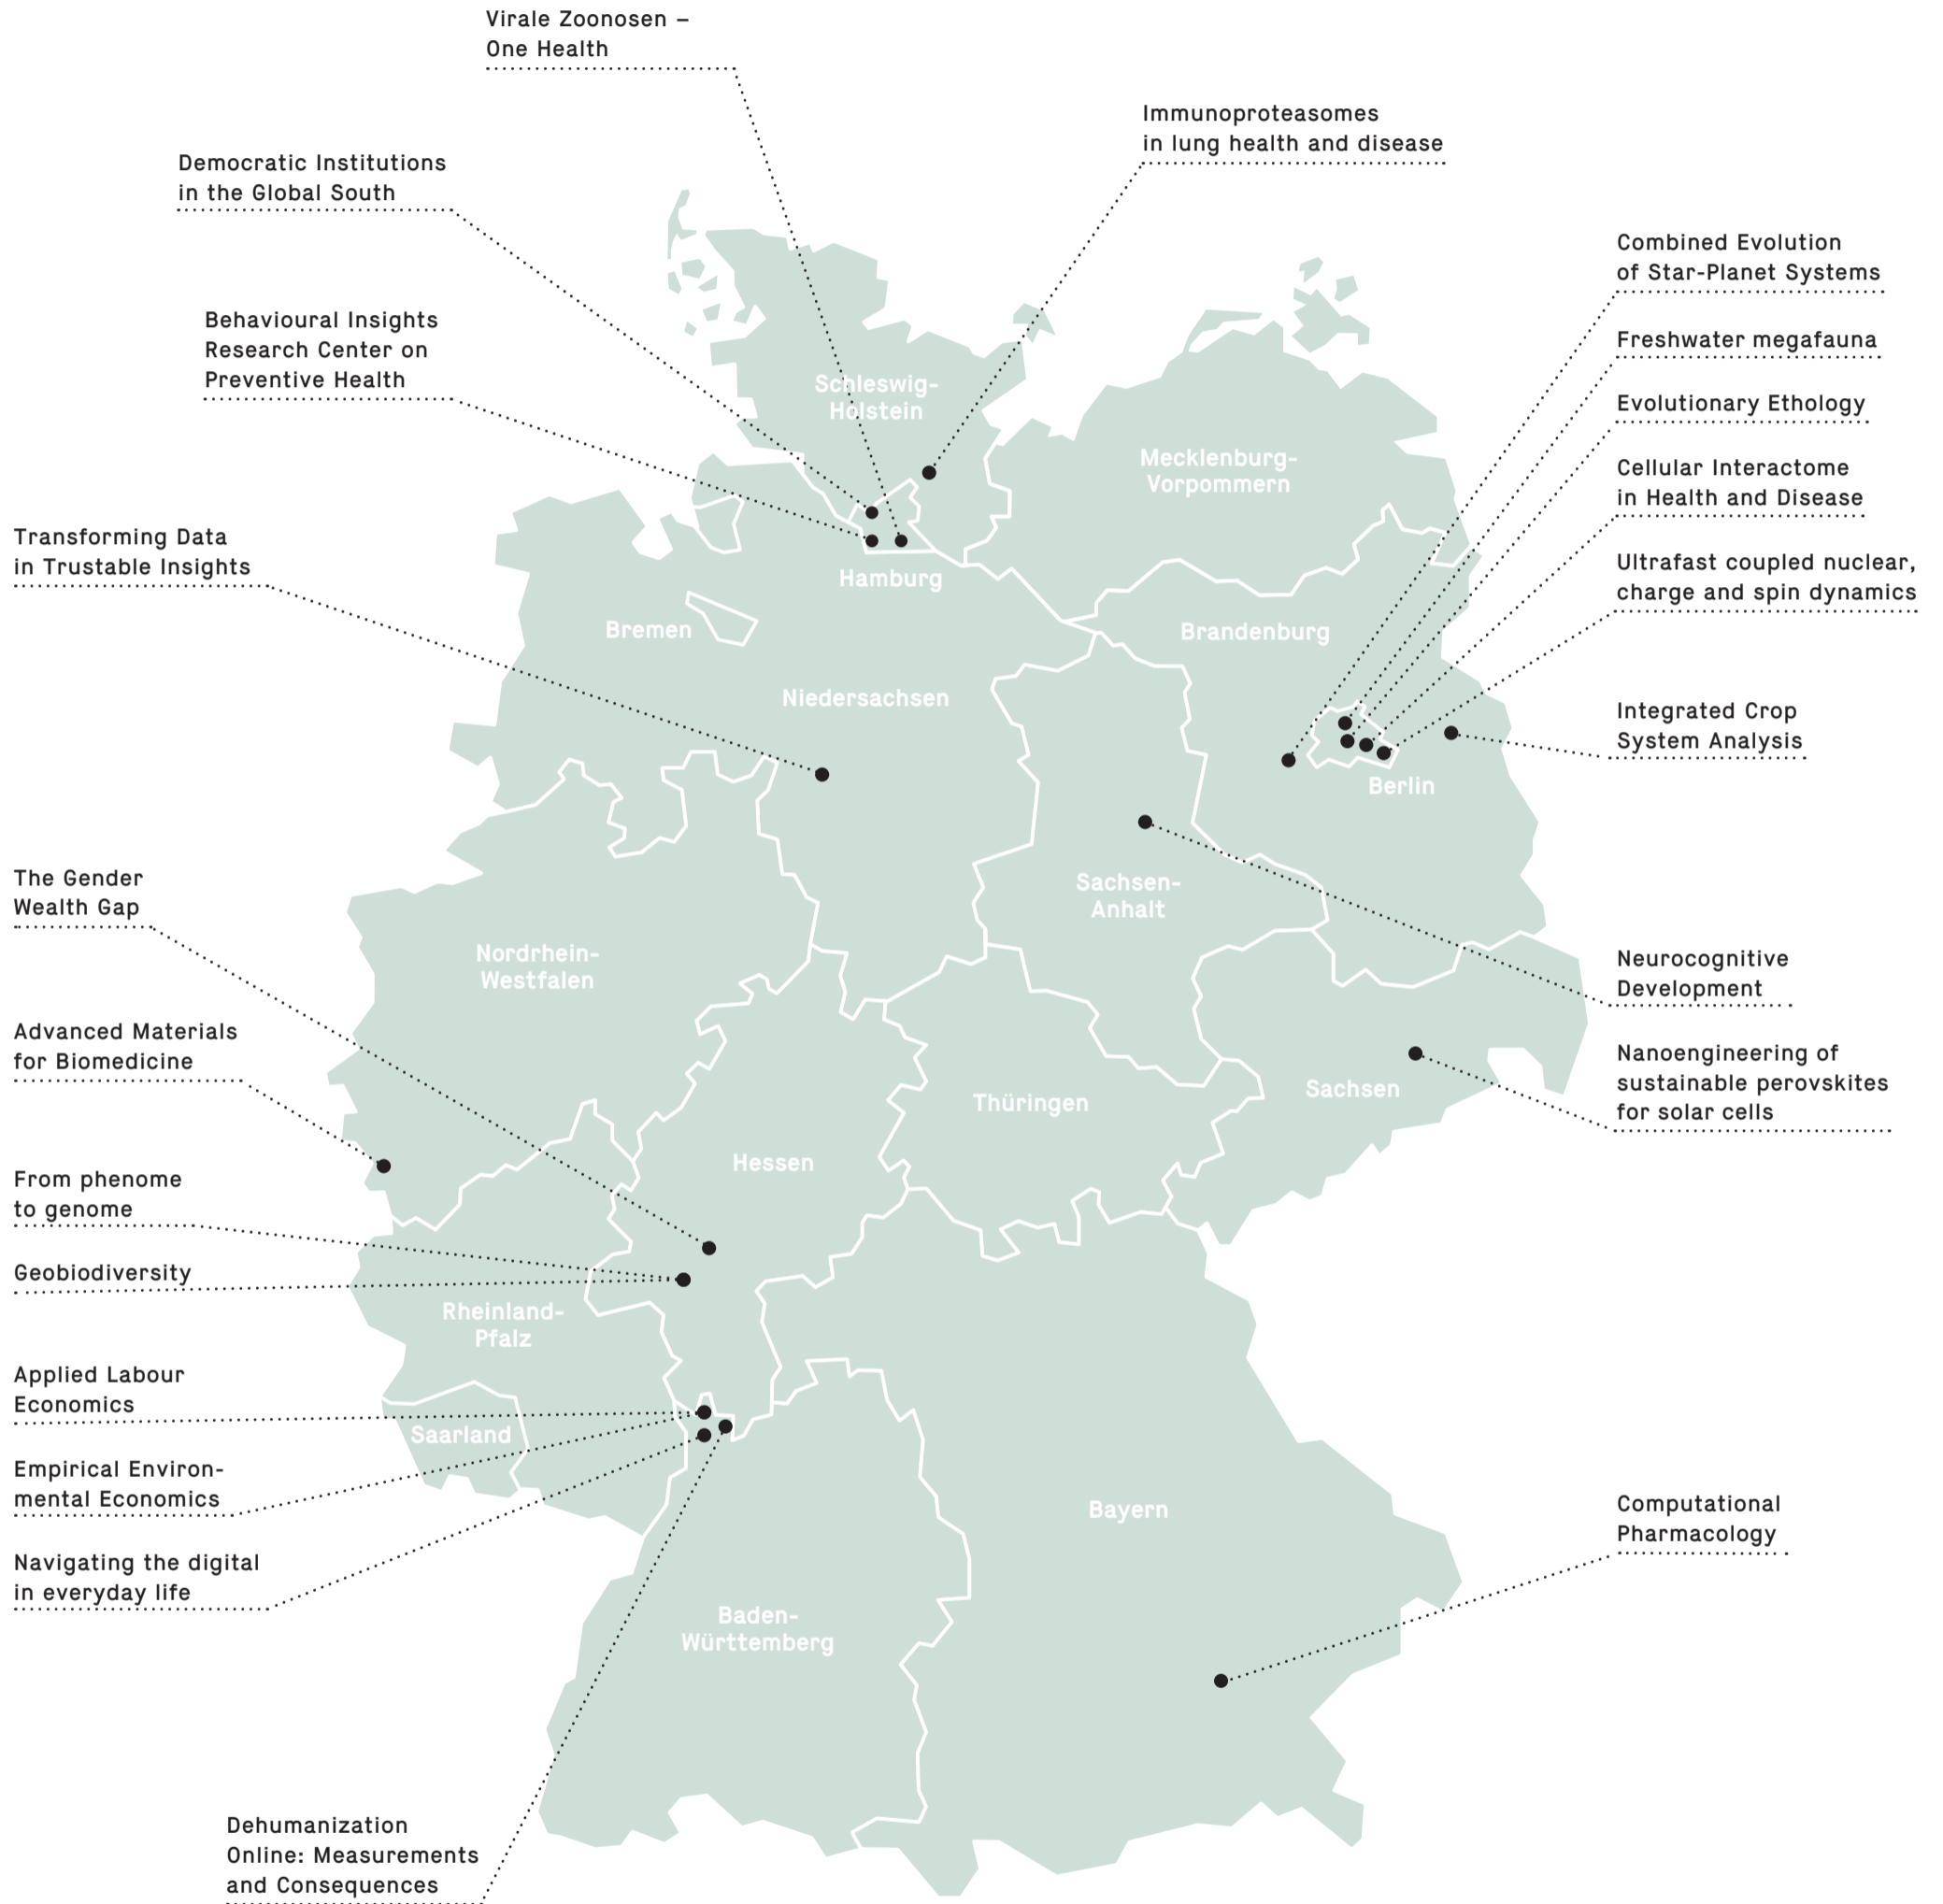 Virale Zoonosen –
One Health
Immunoproteasomes
in lung health and disease
Democratic Institutions
in the Global South
Combined Evolution
of Star-Planet Systems
Behavioural Insights
Research Center on
Preventive Health
Freshwater megafauna
Evolutionary Ethology
Schleswig-
Holstein
Mecklenburg-
Vorpommern
Cellular Interactome
in Health and Disease
Transforming Data
in Trustable Insights
Hamburg
Ultrafast coupled nuclear,
charge and spin dynamics
Bremen
Brandenburg
Niedersachsen
Integrated Crop
System Analysis
Berlin
The Gender
Wealth Gap
Sachsen-
Anhalt
Nordrhein-
Westfalen
Neurocognitive
Development
Advanced Materials
for Biomedicine
Nanoengineering of
sustainable perovskites
for solar cells
Sachsen
Thüringen
Hessen
From phenome
to genome
Geobiodiversity
Rheinland-
Pfalz
Applied Labour
Economics
Saarland
Empirical Environ-
mental Economics
Bayern
Computational
Pharmacology
Navigating the digital
in everyday life
Baden-
Württemberg
Dehumanization
Online: Measurements
and Consequences